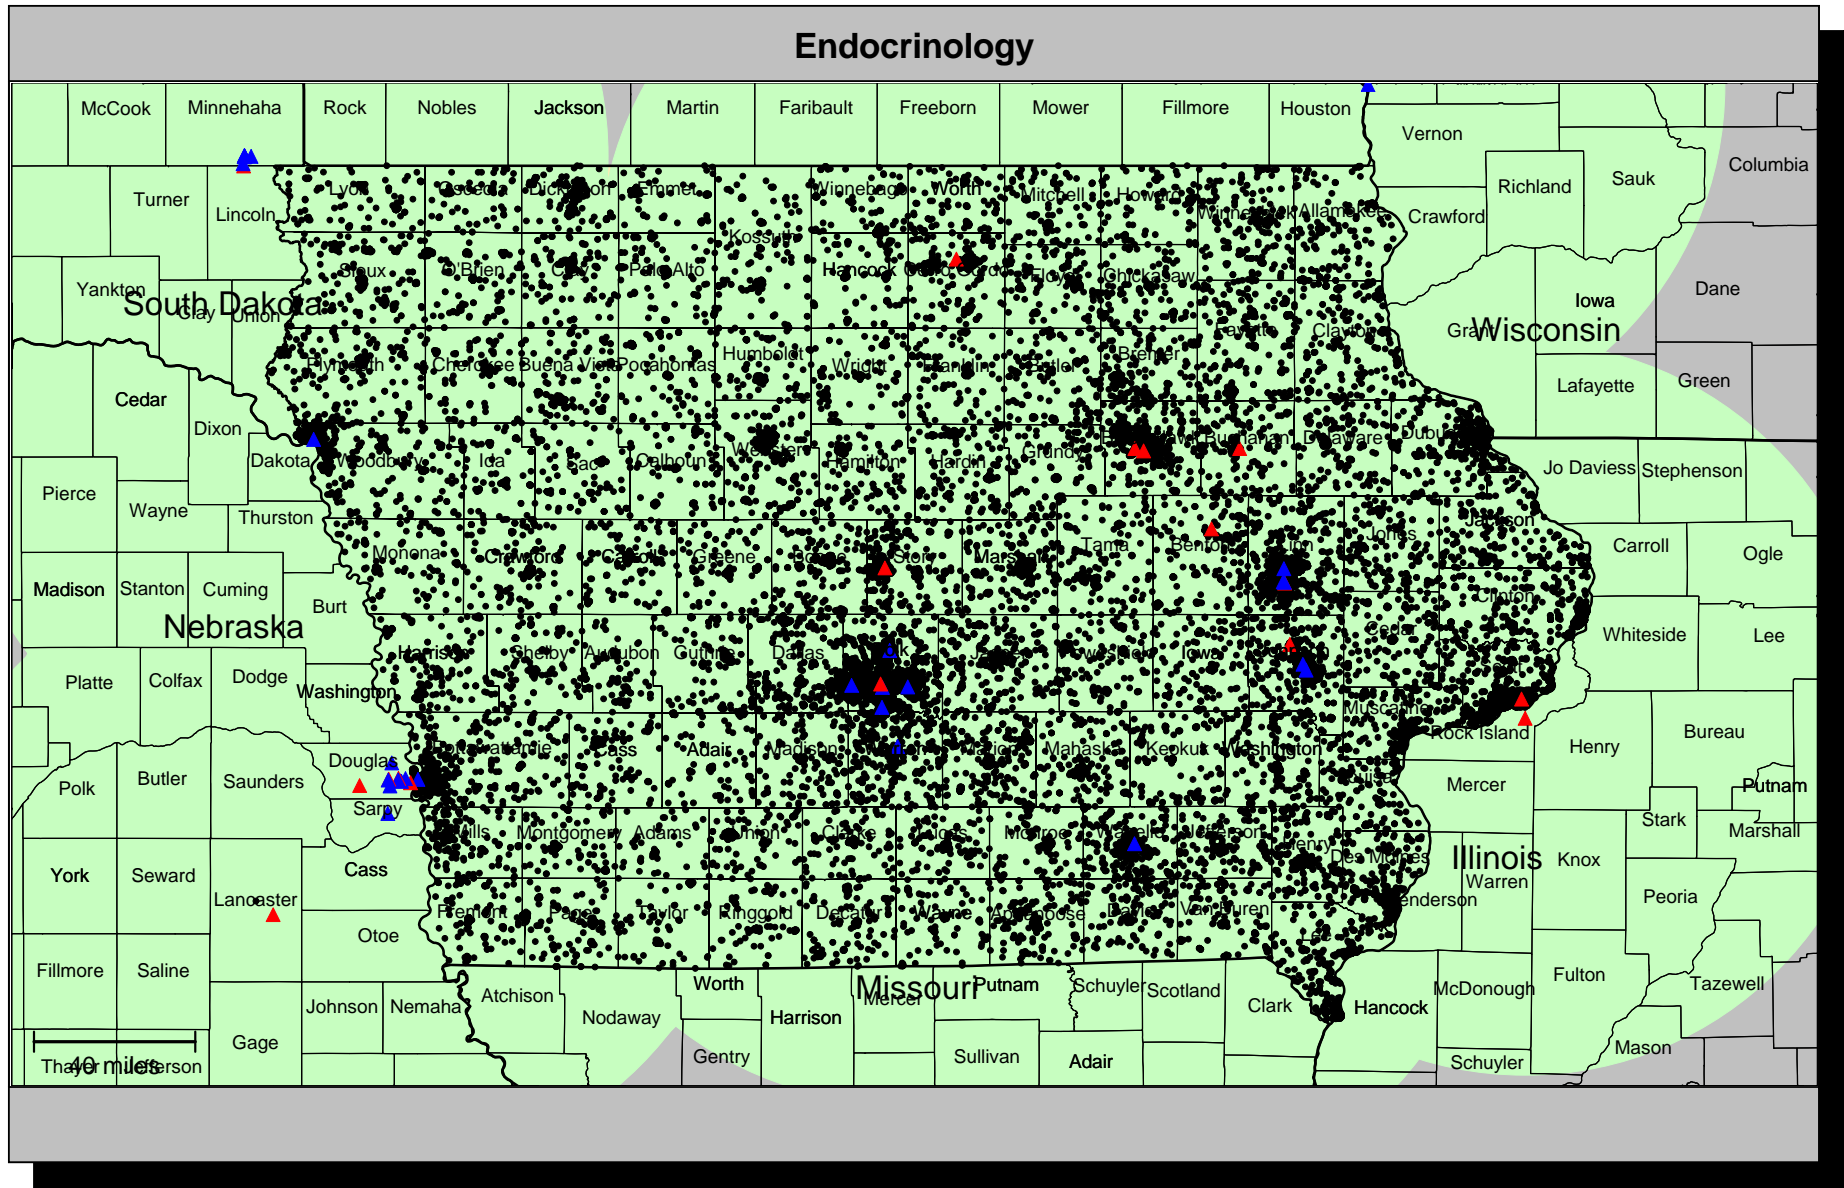 Endocrinology
McCook Minnehaha Rock Nobles Jackson Martin Faribault Freeborn Mower Fillmore Houston
Vernon Columbia
Turner Lincoln Lyon Osceola Dickinson Emmet Winnebago Worth Mitchell Howard Winneshiek Allamakee Crawford Richland Sauk
Kossuth
Yankton Clay Union Sioux O'Brien Clay Palo Alto Hancock Cerro Gordo Floyd Chickasaw Iowa Dane
South Dakota
Grant Wisconsin
Plymouth Cherokee Buena Vista Pocahontas Humboldt Wright Franklin Butler Bremer Fayette Clayton
Cedar Lafayette Green
Dixon Dakota Woodbury Ida Sac Calhoun Webster Hamilton Hardin Grundy Buchanan Delaware Dubuque Jo Daviess Stephenson
Pierce Wayne Thurston
Monona Crawford Carroll Greene Boone Story Marshall Tama Benton Linn Jones Jackson Carroll Ogle
Madison Stanton Cuming Burt Clinton
Nebraska
Harrison Shelby Audubon Guthrie Dallas Polk Jasper Poweshiek Iowa Johnson Cedar Scott Whiteside Lee
Platte Colfax Dodge Washington
Muscatine Rock Island
Douglas Pottawattamie Cass Adair Madison Warren Marion Mahaska Keokuk Washington Louisa Henry Bureau
Polk Butler Saunders Sarpy Mercer Putnam
Mills Montgomery Adams Union Clarke Lucas Monroe Wapello Jefferson Henry Des Moines Stark Marshall
Illinois
York Seward Cass Knox Warren
Lancaster Fremont Page Taylor Ringgold Decatur Wayne Appanoose Davis Van Buren Lee enderson Peoria
Otoe
Fillmore Saline Fulton Tazewell
Johnson Nemaha Atchison Worth Mercer Putnam Schuyler Scotland Clark Hancock McDonough
Missouri
Nodaway Harrison
Gage Gentry Sullivan Adair Schuyler Mason
Thayer Jefferson
40 miles